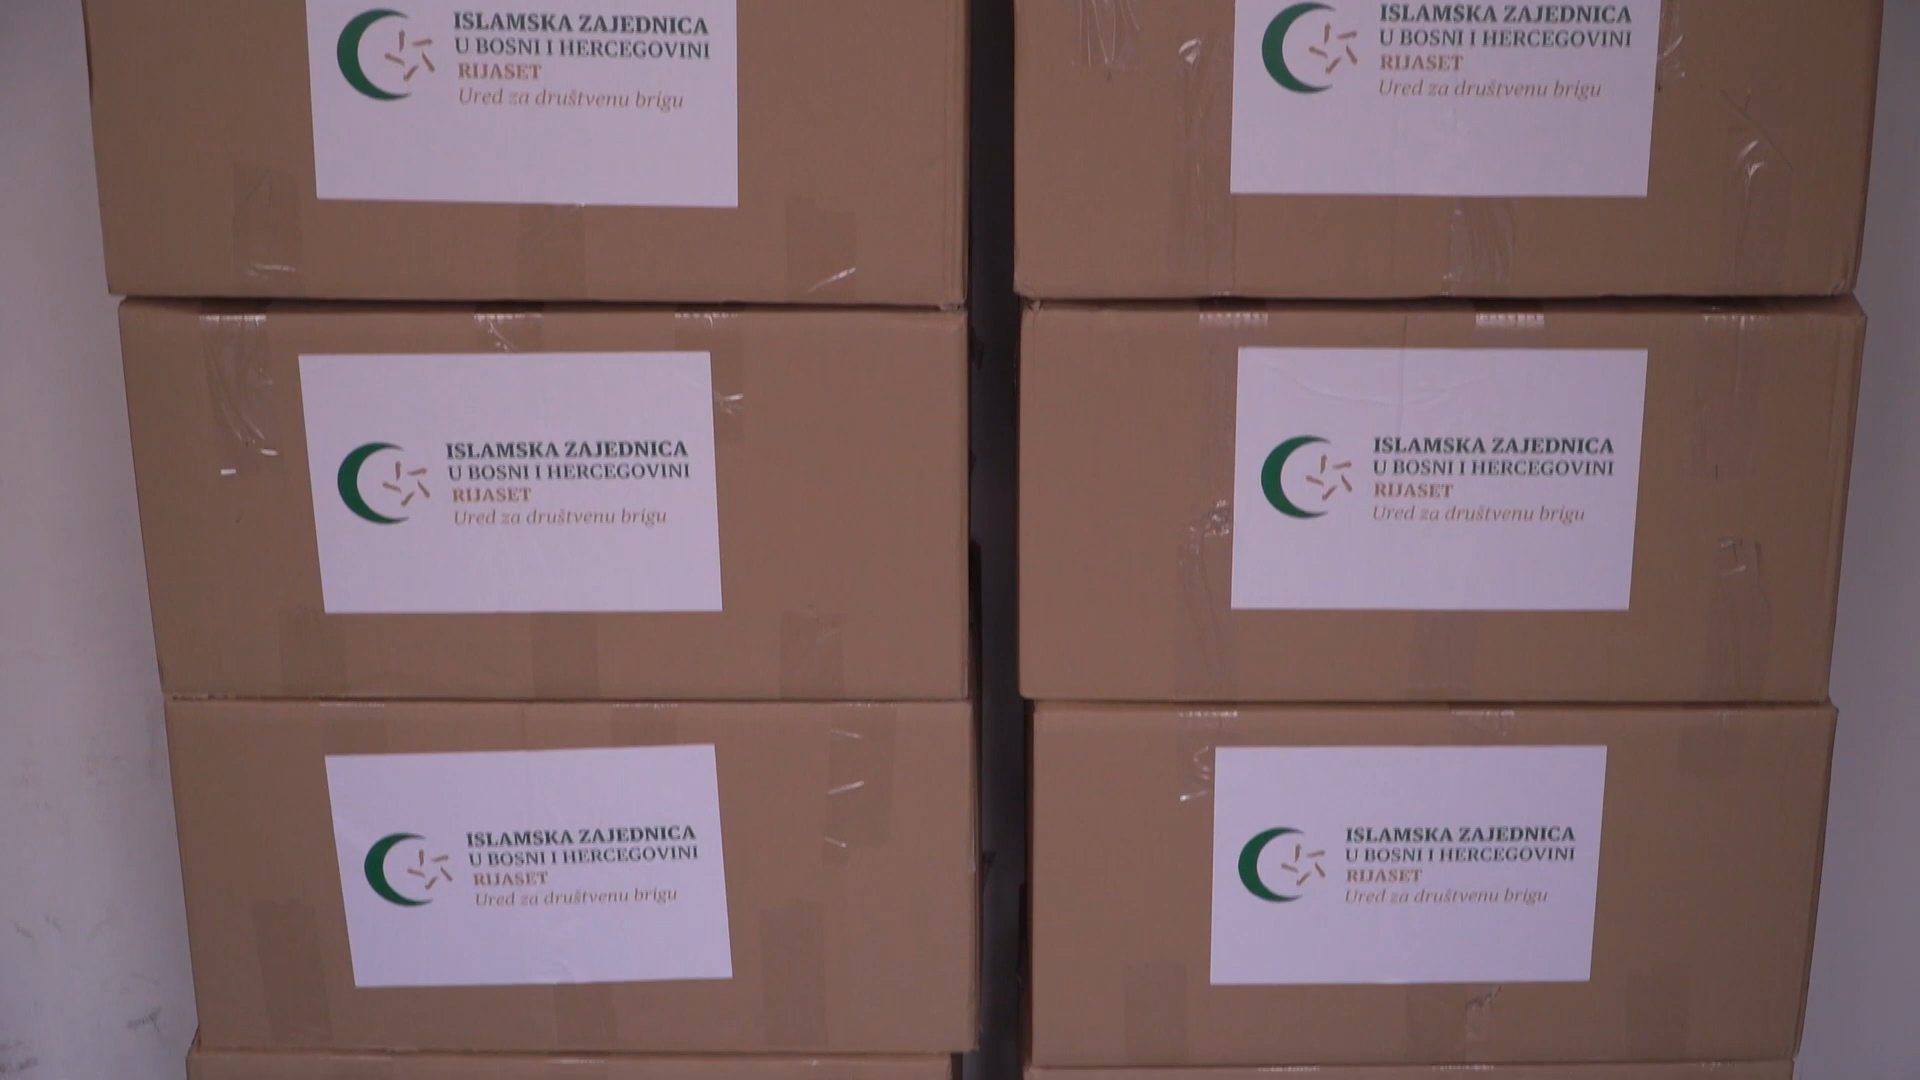 ISLAMSKA ZAJEDNICA
U BOSNI I HERCEGOVINI
RIJASET
Ured za društvenu brigu
ISLAMSKA ZAJEDNICA
U BOSNI I HERCEGOVINI
RIJASET
Ured za društvenu brigu
ISLAMSKA ZAJEDNICA
U BOSNI I HERCEGOVINI
RIJASET
Ured za društvenu brigu
ISLAMSKA ZAJEDNICA
U BOSNI I HERCEGOVINI
RIJASET
Ured za društvenu brigu
ISLAMSKA ZAJEDNICA
U BOSNI I HERCEGOVINI
RIJASET
Ured za društvenu brigu
ISLAMSKA ZAJEDNICA
U BOSNI I HERCEGOVINI
RIJASET
Ured za društvenu brigu